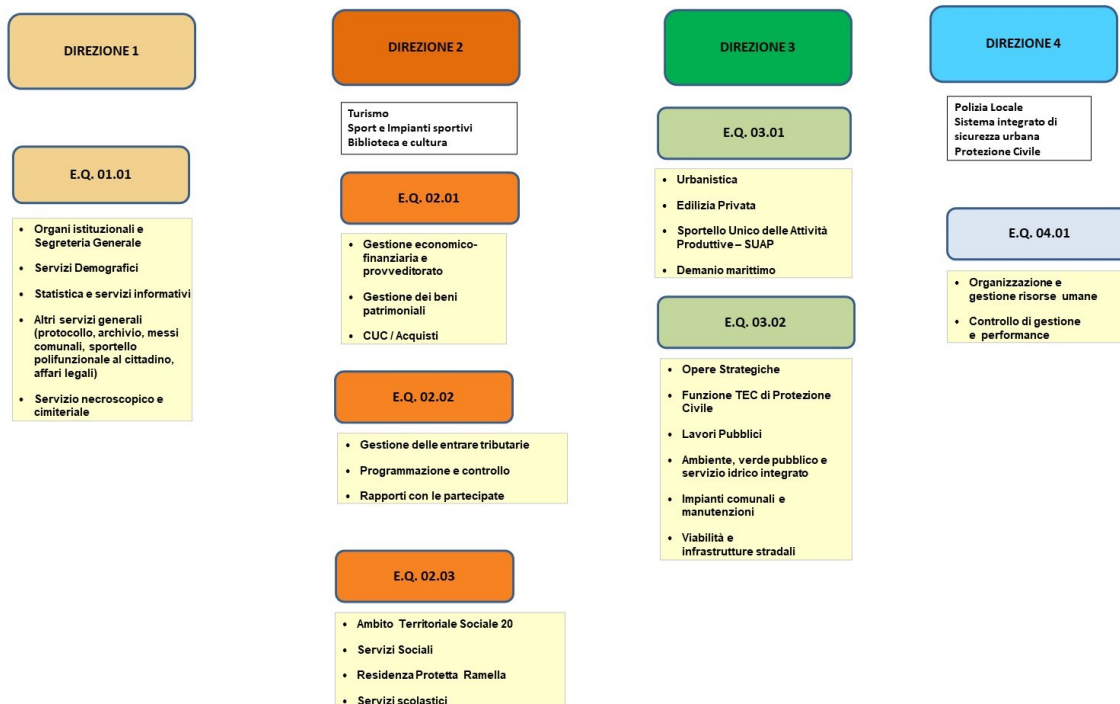 DIREZIONE 1
E.Q. 01.01
• Organi istituzionali e
Segreteria Generale
• Servizi Demografici
• Statistica e servizi informativi
• Altri servizi generali
(protocollo, archivio, messi
comunali, sportello
polifunzionale al cittadino,
affari legali)
• Servizio necroscopico e
cimiteriale
DIREZIONE 2
Turismo
Sport e Impianti sportivi
Biblioteca e cultura
E.Q. 02.01
• Gestione economico-
finanziaria e
provveditorato
• Gestione dei beni
patrimoniali
• CUC / Acquisti
E.Q. 02.02
• Gestione delle entrare tributarie
• Programmazione e controllo
• Rapporti con le partecipate
E.Q. 02.03
• Ambito Territoriale Sociale 20
• Servizi Sociali
• Residenza Protetta Ramella
• Servizi scolastici
DIREZIONE 3
E.Q. 03.01
• Urbanistica
• Edilizia Privata
• Sportello Unico delle Attività
Produttive – SUAP
• Demanio marittimo
E.Q. 03.02
• Opere Strategiche
• Funzione TEC di Protezione
Civile
• Lavori Pubblici
• Ambiente, verde pubblico e
servizio idrico integrato
• Impianti comunali e
manutenzioni
• Viabilità e
infrastrutture stradali
DIREZIONE 4
Polizia Locale
Sistema integrato di
sicurezza urbana
Protezione Civile
E.Q. 04.01
• Organizzazione e
gestione risorse umane
• Controllo di gestione
e performance